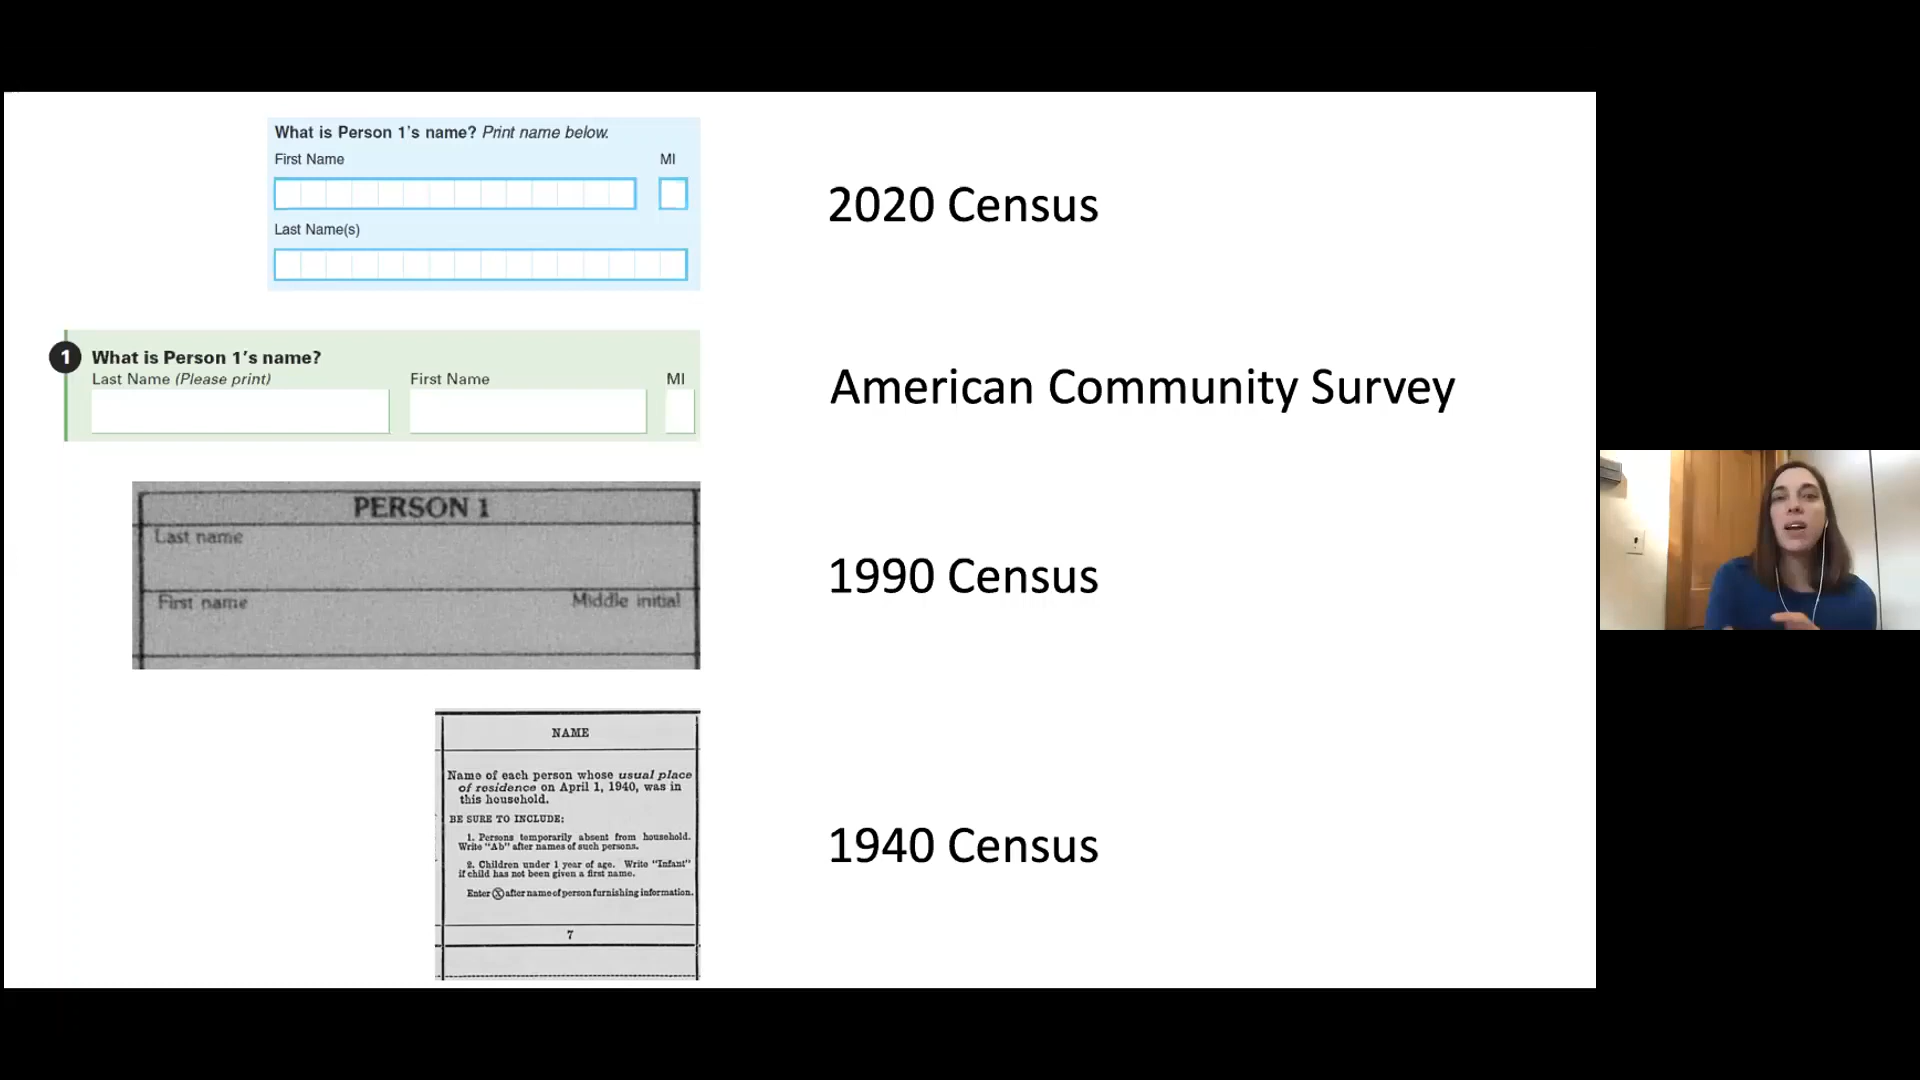 What is Person 1's name? Print name below.
First Name MI
Last Name(s)
2020 Census
1 What is Person 1's name?
Last Name (Please print) First Name MI
American Community Survey
PERSON 1
Last name
First name Middle initial
1990 Census
NAME
Name of each person whose usual place
of residence on April 1, 1940, was in
this household.
BE SURE TO INCLUDE:
1. Persons temporarily absent from household.
Write "Ab" after names of such persons.
2. Children under 1 year of age. Write "Infant"
if child has not been given a first name.
Enter Ⓧ after name of person furnishing information.
7
1940 Census